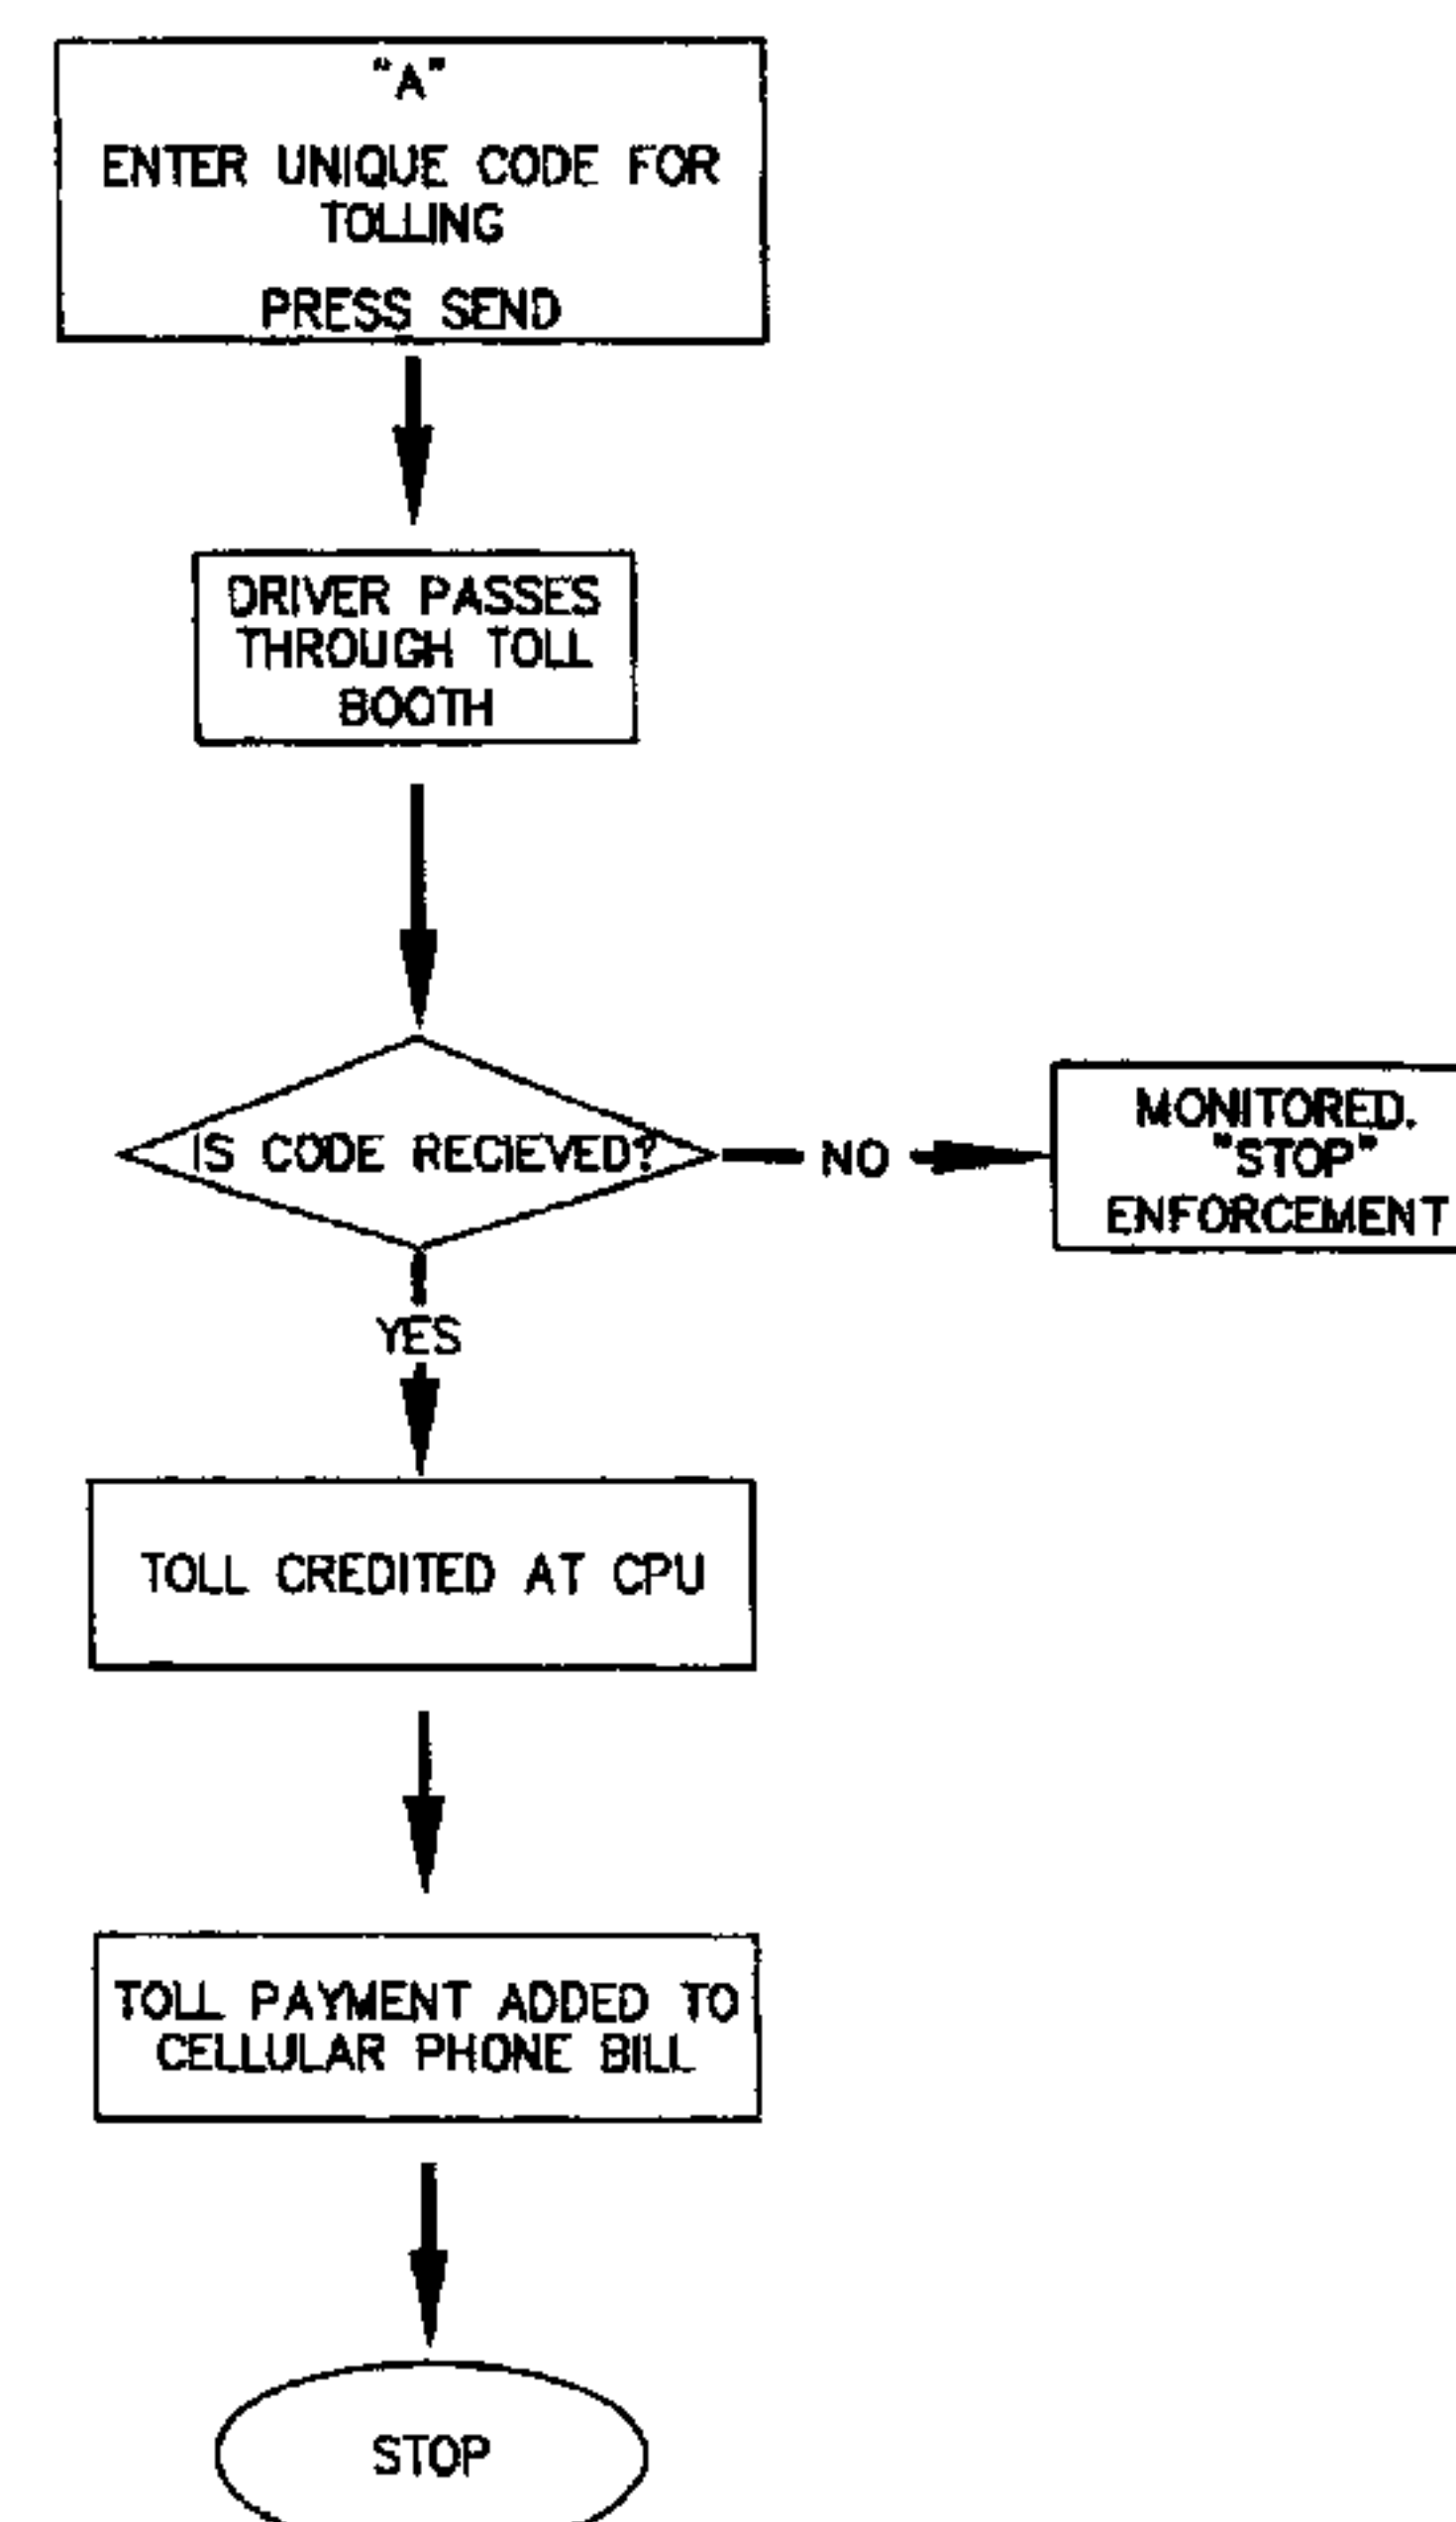 "A"
ENTER UNIQUE CODE FOR
TOLLING
PRESS SEND
DRIVER PASSES
THROUGH TOLL
BOOTH
IS CODE RECIEVED?
NO
MONITORED.
"STOP"
ENFORCEMENT
YES
TOLL CREDITED AT CPU
TOLL PAYMENT ADDED TO
CELLULAR PHONE BILL
STOP